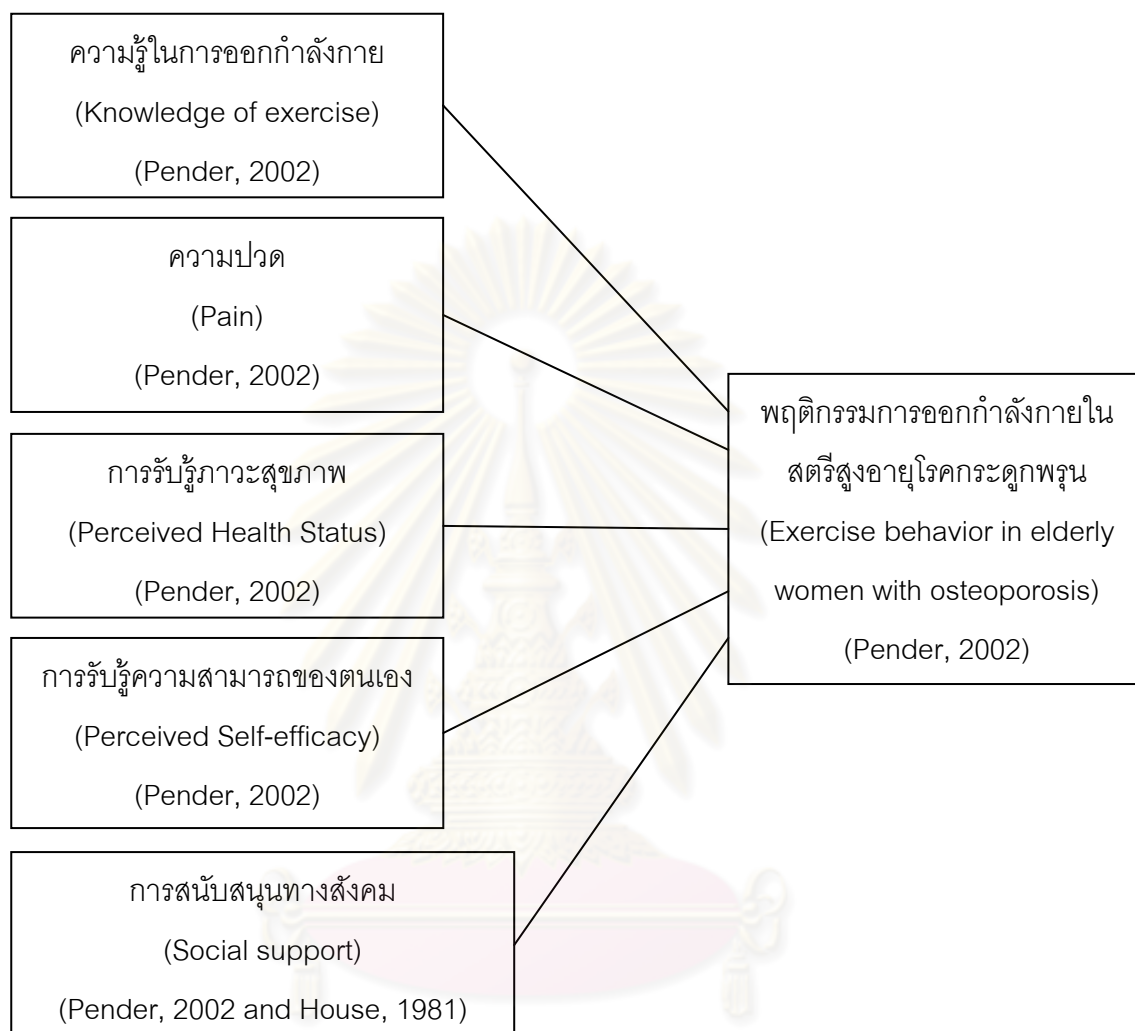 ความรู้ในการออกกำลังกาย
(Knowledge of exercise)
(Pender, 2002)
ความปวด
(Pain)
(Pender, 2002)
การรับรู้ภาวะสุขภาพ
(Perceived Health Status)
(Pender, 2002)
การรับรู้ความสามารถของตนเอง
(Perceived Self-efficacy)
(Pender, 2002)
การสนับสนุนทางสังคม
(Social support)
(Pender, 2002 and House, 1981)
พฤติกรรมการออกกำลังกายใน
สตรีสูงอายุโรคกระดูกพรุน
(Exercise behavior in elderly
women with osteoporosis)
(Pender, 2002)